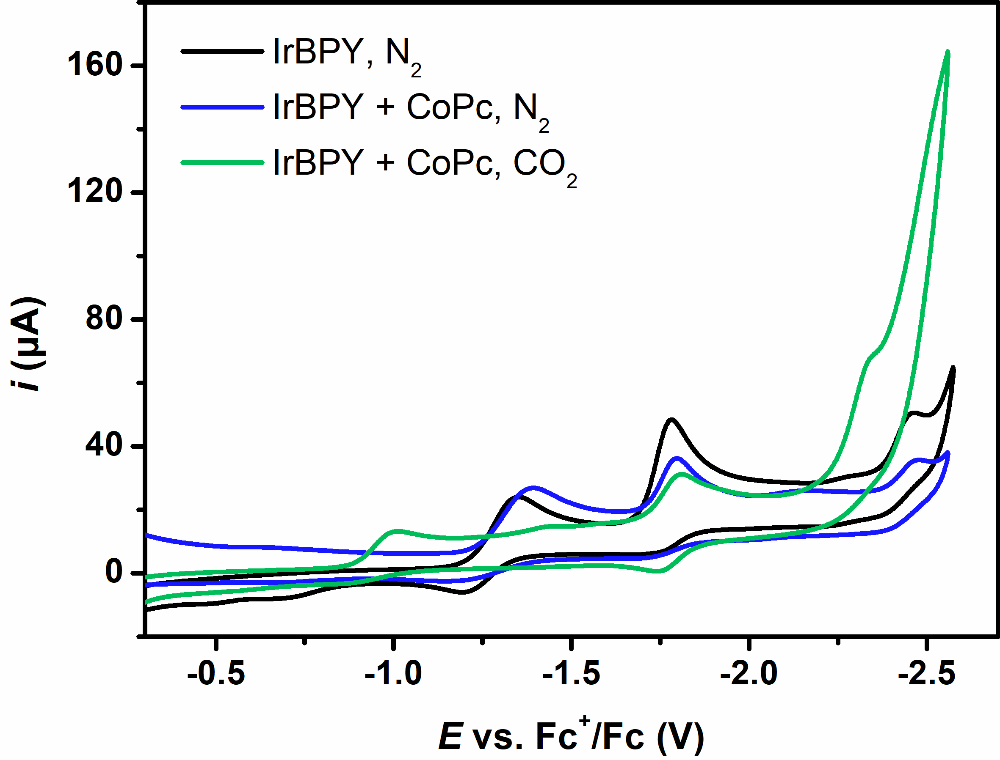 IrBPY, N₂
IrBPY + CoPc, N₂
IrBPY + CoPc, CO₂
160
120
80
40
0
i (µA)
-0.5 -1.0 -1.5 -2.0 -2.5
E vs. Fc⁺/Fc (V)